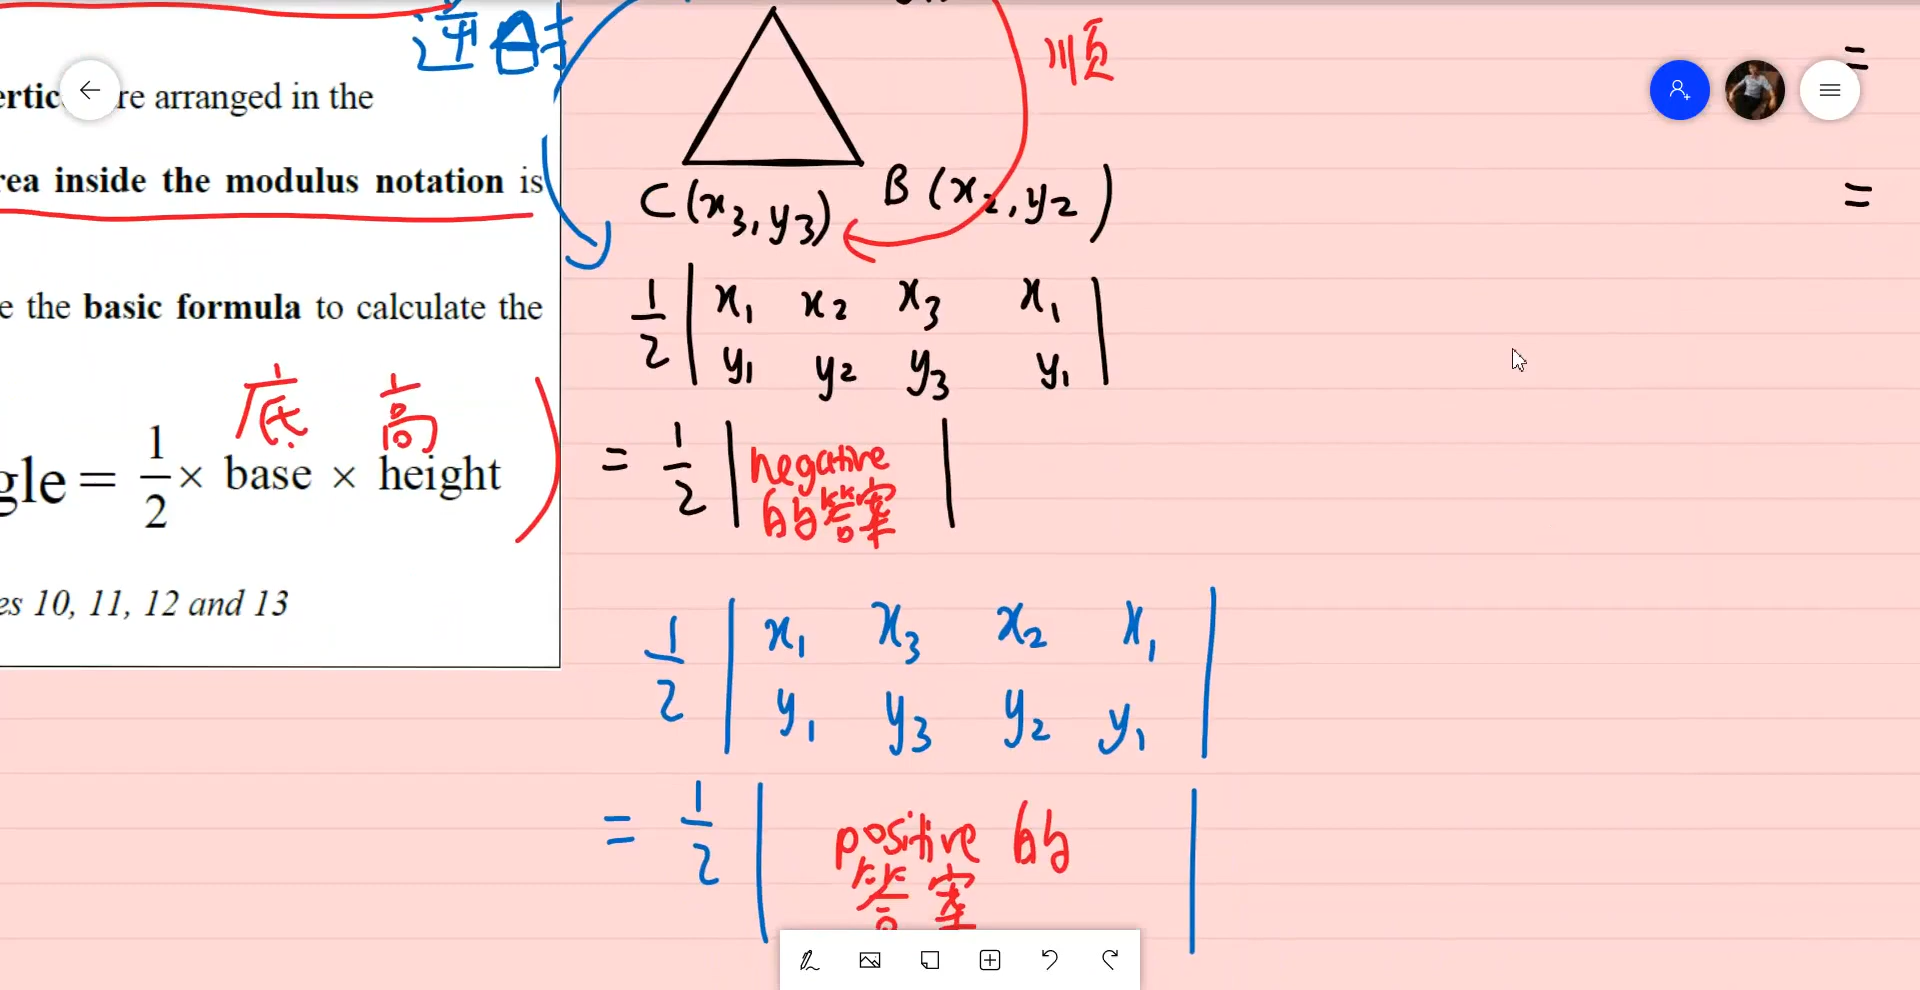 逆时
顺
re arranged in the
rea inside the modulus notation is
e the basic formula to calculate the
底 高
gle = 1/2 × base × height
es 10, 11, 12 and 13
C(x3, y3) B(x2, y2)
1/2 | x1 x2 x3 x1 |
| y1 y2 y3 y1 |
= 1/2 | negative
的答案 |
1/2 | x1 x3 x2 x1 |
| y1 y3 y2 y1 |
= 1/2 | positive 的
答案 |
=
=